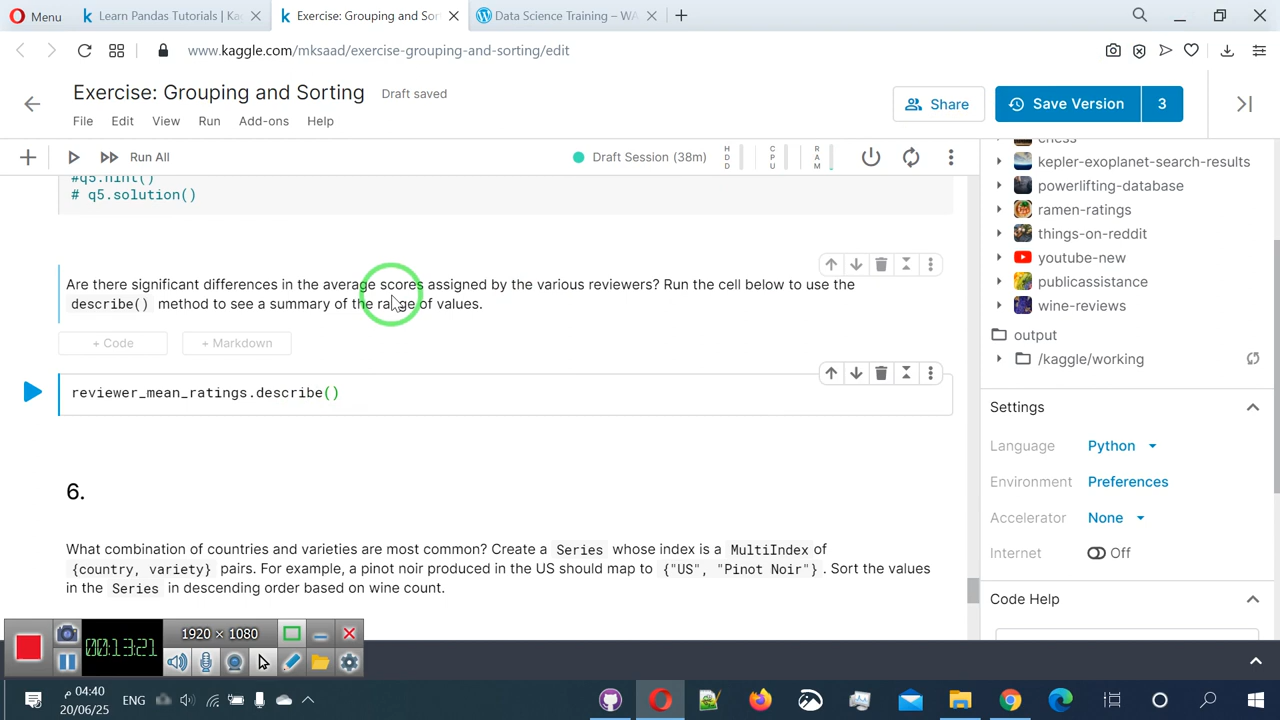 Menu
Learn Pandas Tutorials | Kag
Exercise: Grouping and Sort
Data Science Training – WA
www.kaggle.com/mksaad/exercise-grouping-and-sorting/edit
Exercise: Grouping and Sorting
Draft saved
File Edit View Run Add-ons Help
Share
Save Version 3
Run All
Draft Session (38m)
HDD
CPU
RAM
#q5.hint()
# q5.solution()
Are there significant differences in the average scores assigned by the various reviewers? Run the cell below to use the
describe() method to see a summary of the range of values.
+ Code
+ Markdown
reviewer_mean_ratings.describe()
6.
What combination of countries and varieties are most common? Create a Series whose index is a MultiIndex of
{country, variety} pairs. For example, a pinot noir produced in the US should map to {"US", "Pinot Noir"}. Sort the values
in the Series in descending order based on wine count.
chess
kepler-exoplanet-search-results
powerlifting-database
ramen-ratings
things-on-reddit
youtube-new
publicassistance
wine-reviews
output
/kaggle/working
Settings
Language Python
Environment Preferences
Accelerator None
Internet Off
Code Help
00:13:21
1920 × 1080
04:40 م
20/06/25
ENG